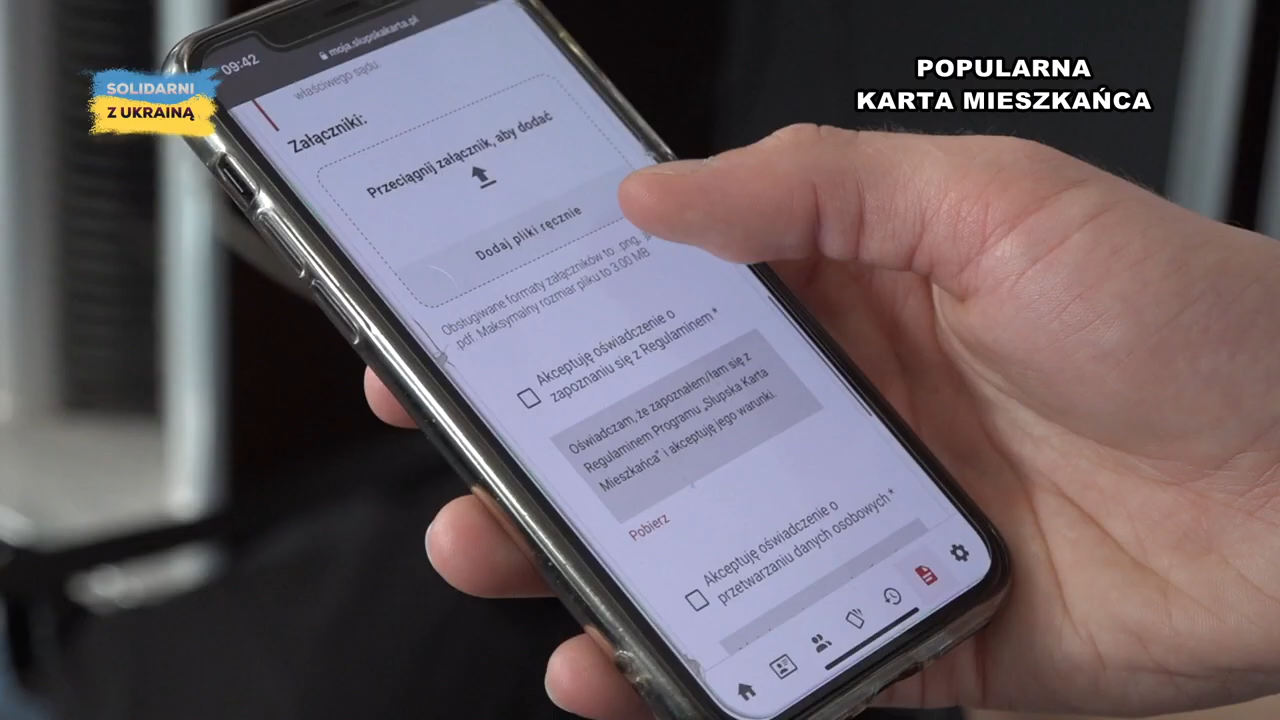 SOLIDARNI
Z UKRAINĄ
POPULARNA
KARTA MIESZKAŃCA
09:42
moja.slupskakarta.pl
właściwego sądu.
Załączniki:
Przeciągnij załącznik, aby dodać
Dodaj pliki ręcznie
Obsługiwane formaty załączników to .png,
.pdf. Maksymalny rozmiar pliku to 3.00 MB.
Akceptuję oświadczenie o
zapoznaniu się z Regulaminem *
Oświadczam, że zapoznałem/łam się z
Regulaminem Programu „Słupska Karta
Mieszkańca” i akceptuję jego warunki.
Pobierz
Akceptuję oświadczenie o
przetwarzaniu danych osobowych *